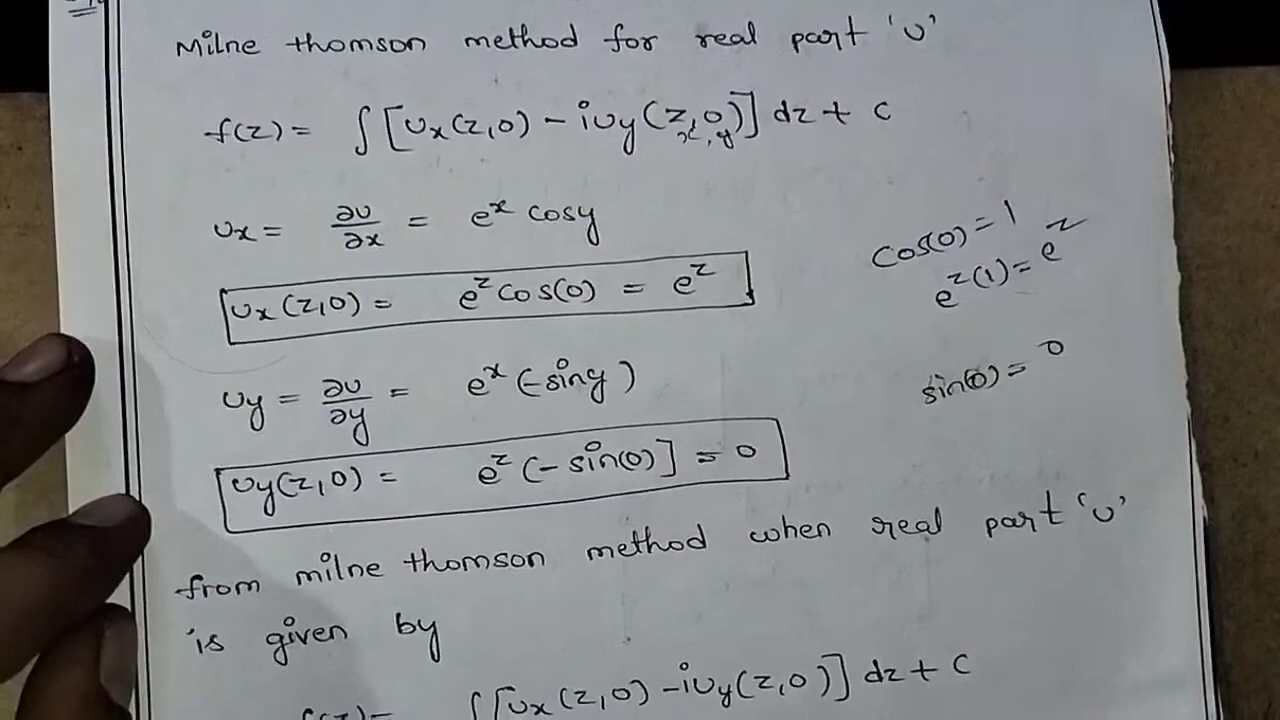 Milne thomson method for real part 'u'
f(z) = ∫ [ux(z,0) - iuy(z,0)] dz + c
x, y
ux = ∂u/∂x = e^x cosy
cos(0) = 1
ux(z,0) = e^z cos(0) = e^z
e^z(1) = e^z
uy = ∂u/∂y = e^x (-siny)
sin(0) = 0
uy(z,0) = e^z (-sin(0)] = 0
from milne thomson method when real part 'u'
is given by
f(z) = ∫ [ux(z,0) - iuy(z,0)] dz + c